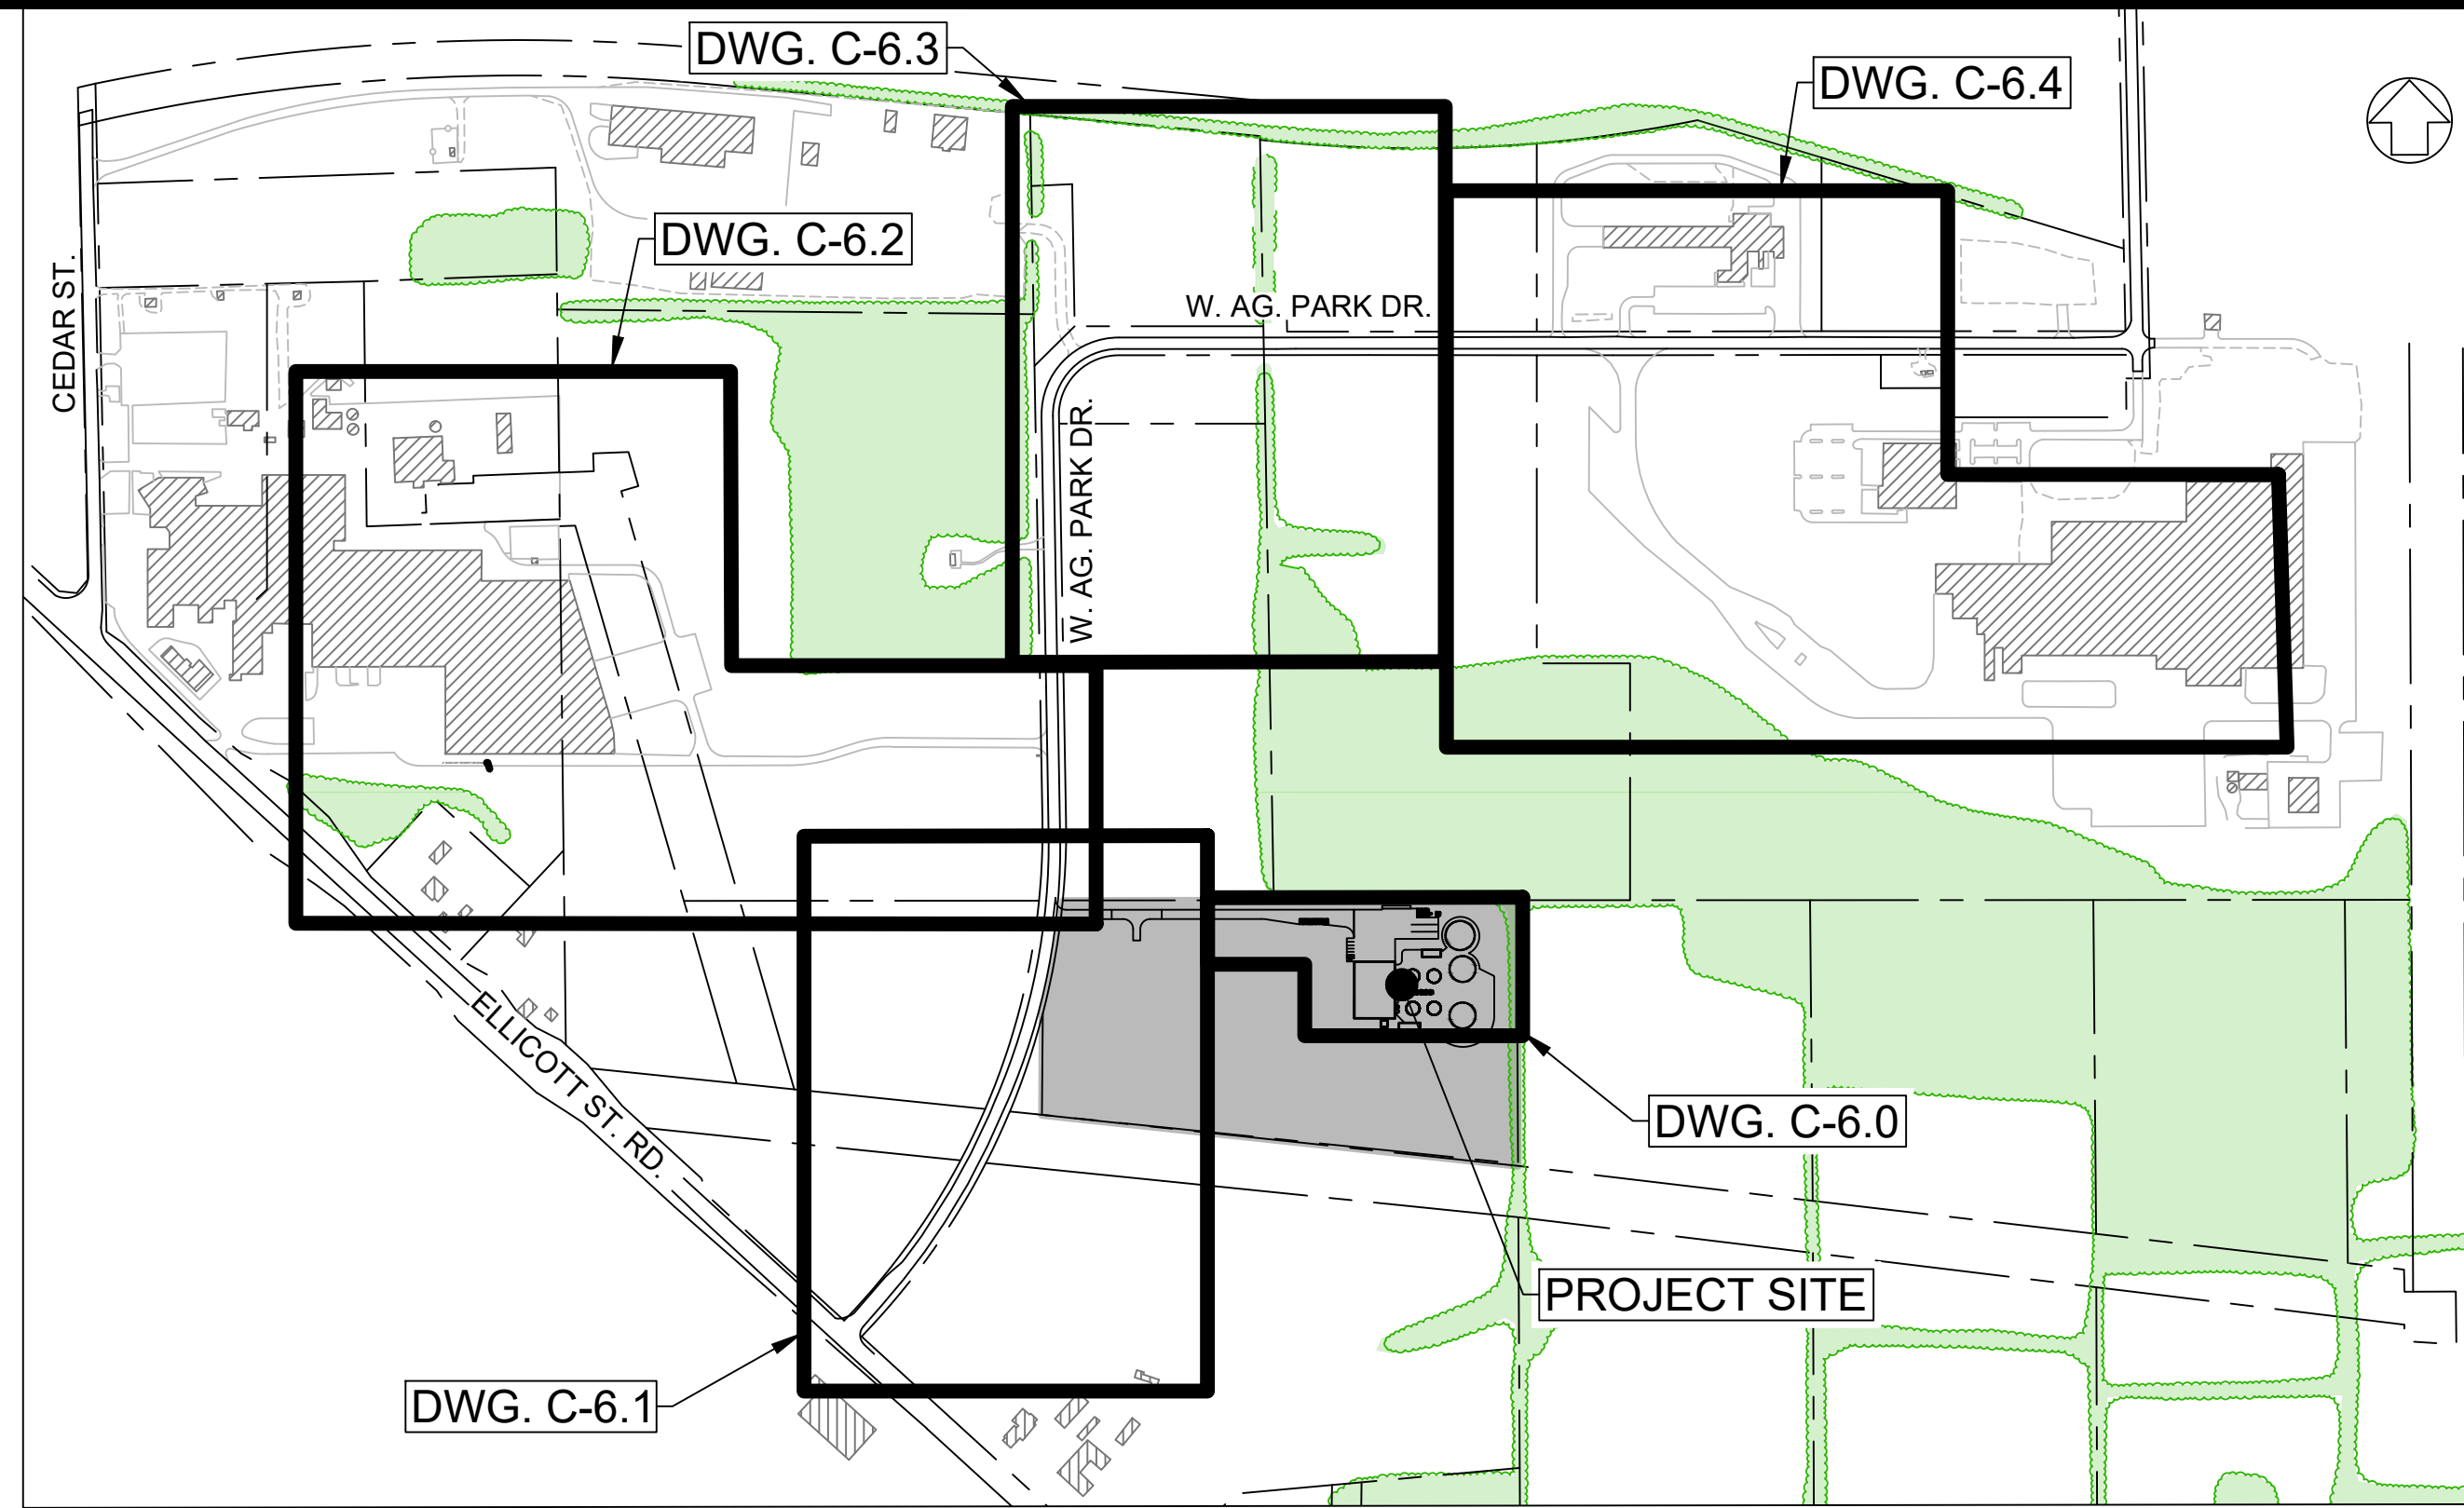 DWG. C-6.3
DWG. C-6.4
DWG. C-6.2
CEDAR ST.
W. AG. PARK DR.
W. AG. PARK DR.
DWG. C-6.0
ELLICOTT ST. RD.
PROJECT SITE
DWG. C-6.1